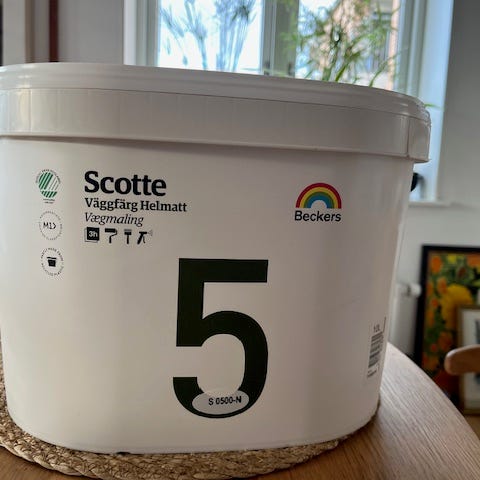 Scotte
Väggfärg Helmatt
Vægmaling
3h
M1
Beckers
5
S 0500-N